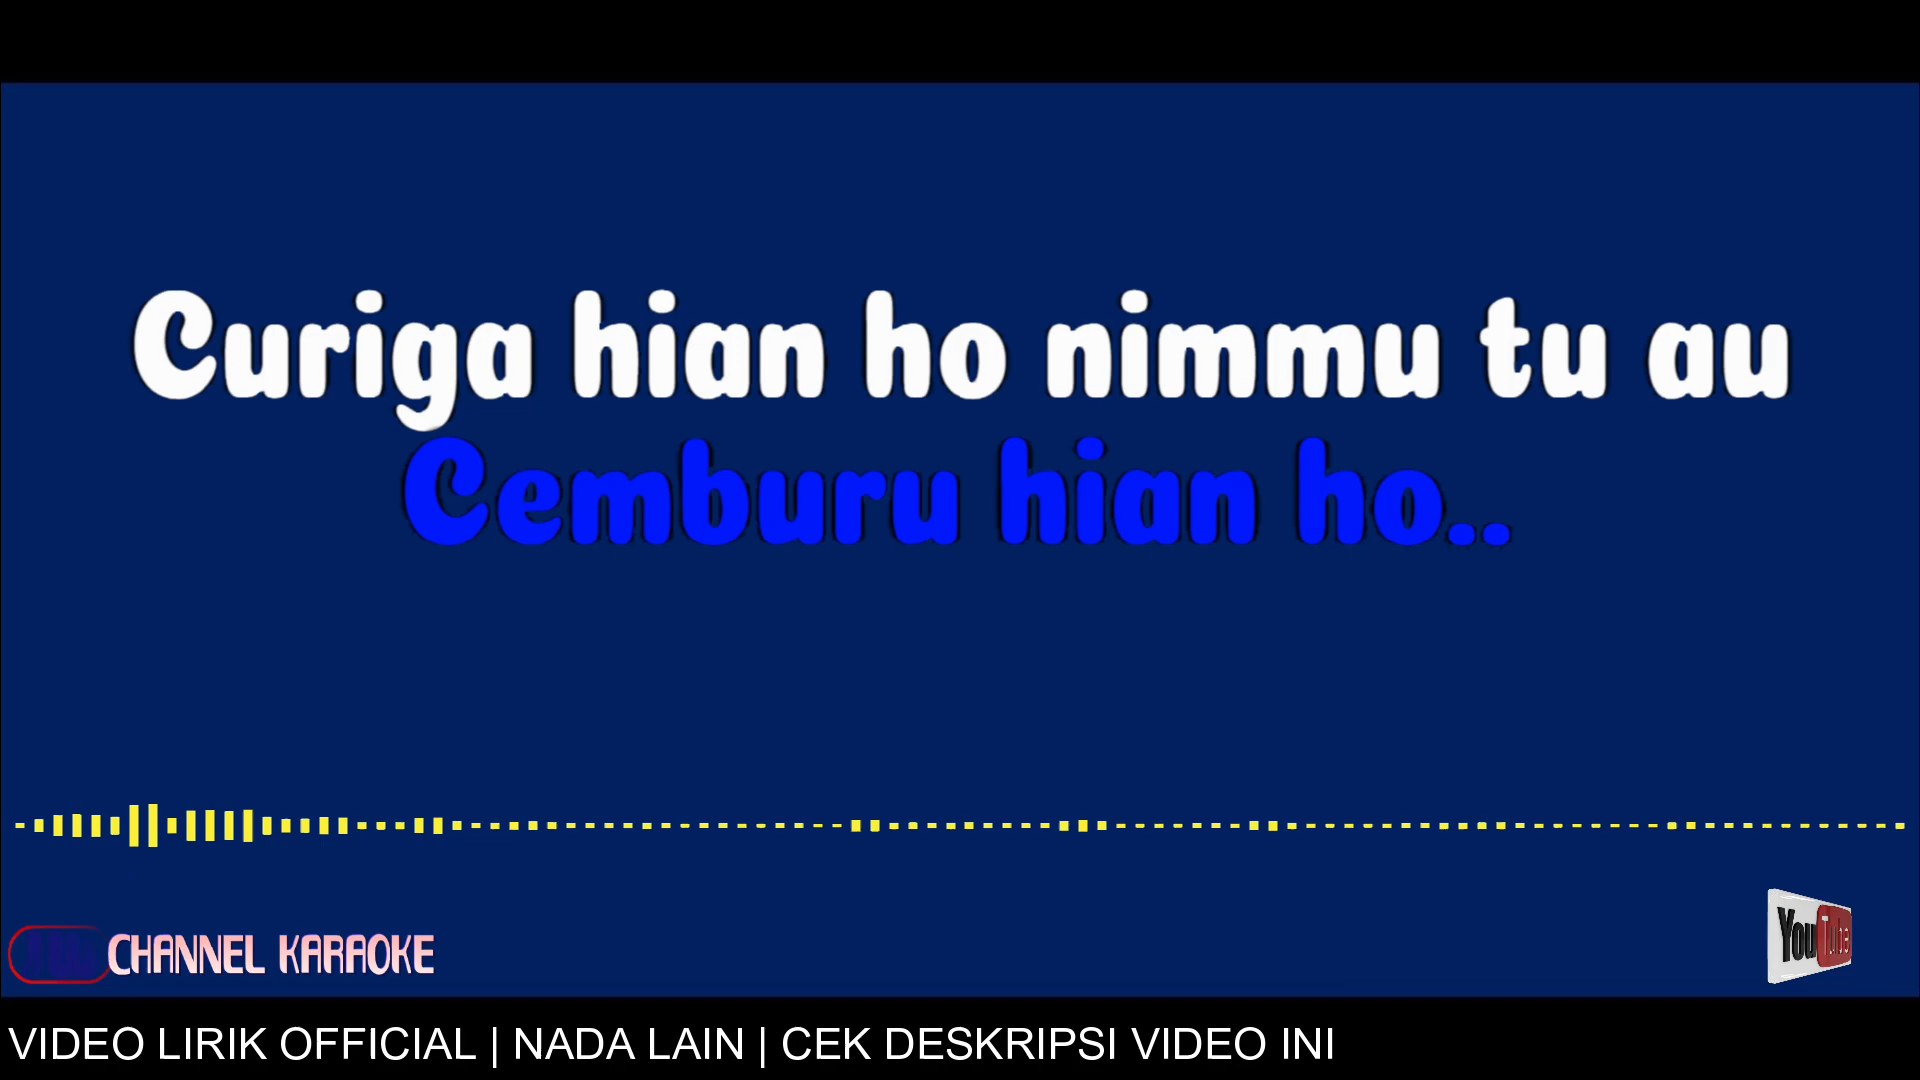 Curiga hian ho nimmu tu au
Cemburu hian ho..
CHANNEL KARAOKE
YouTube
VIDEO LIRIK OFFICIAL | NADA LAIN | CEK DESKRIPSI VIDEO INI